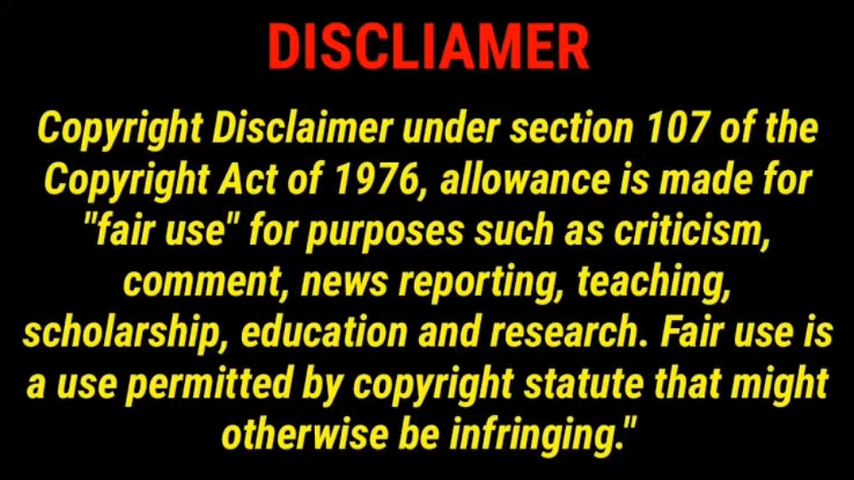 DISCLIAMER
Copyright Disclaimer under section 107 of the
Copyright Act of 1976, allowance is made for
"fair use" for purposes such as criticism,
comment, news reporting, teaching,
scholarship, education and research. Fair use is
a use permitted by copyright statute that might
otherwise be infringing."